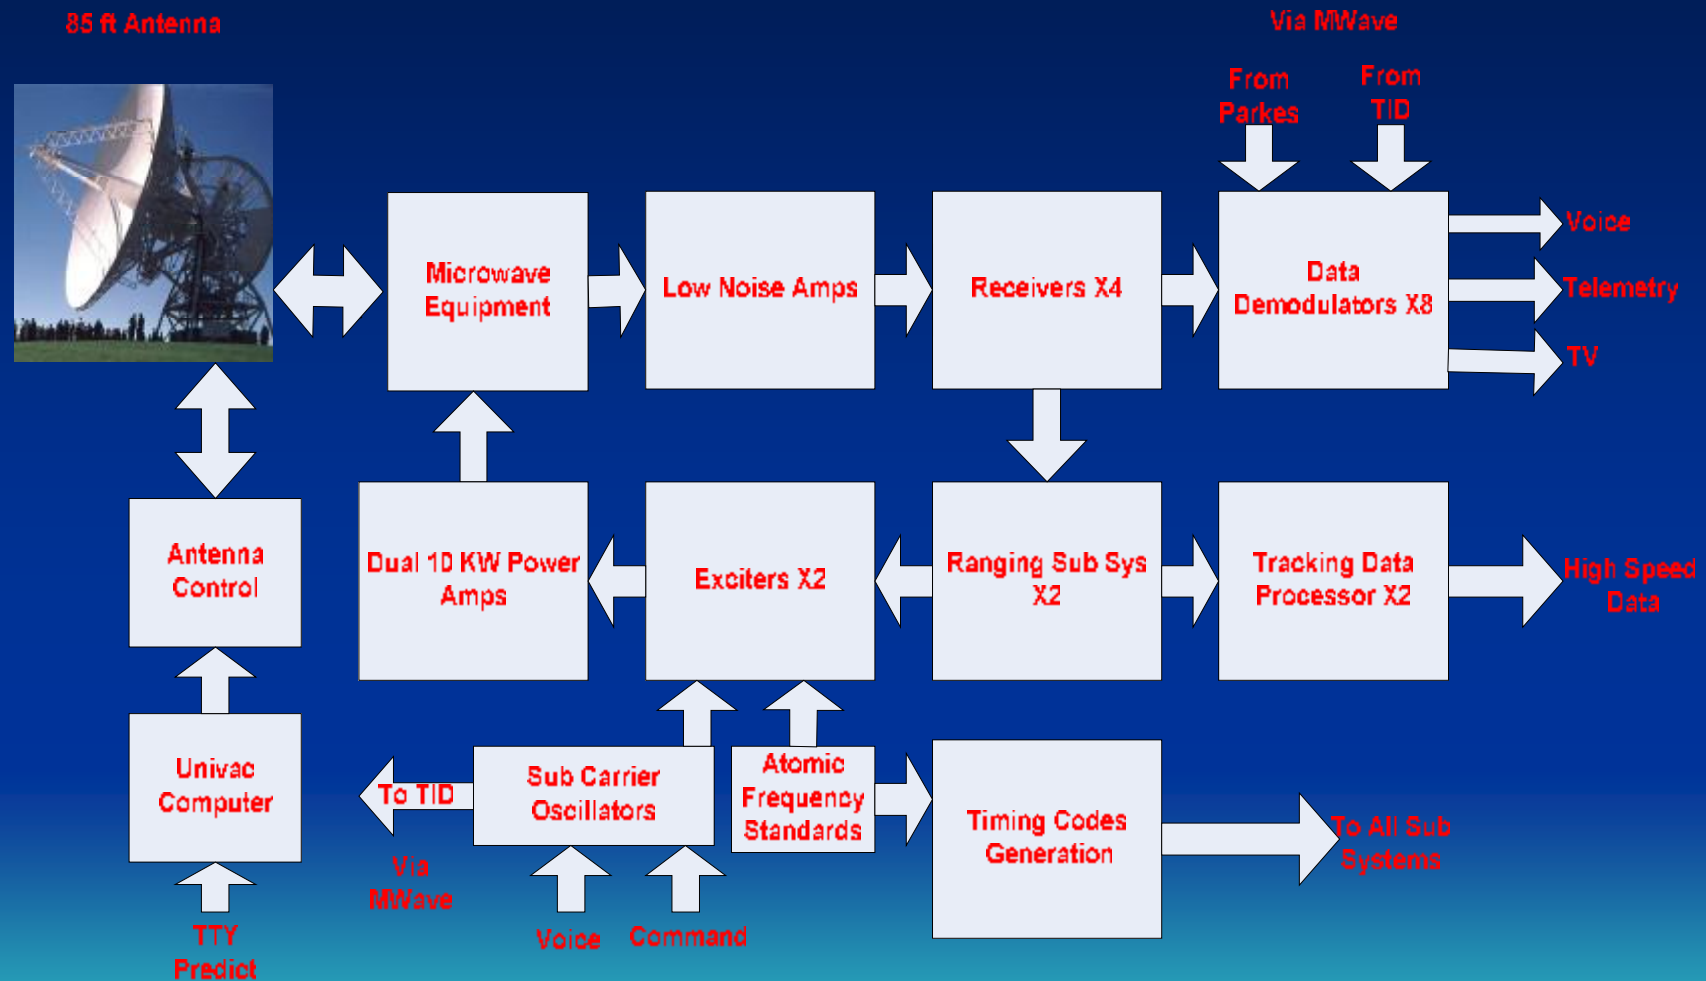 85 ft Antenna
Via MWave
From
Parkes
From
TID
Microwave
Equipment
Low Noise Amps
Receivers X4
Data
Demodulators X8
Voice
Telemetry
TV
Antenna
Control
Dual 10 KW Power
Amps
Exciters X2
Ranging Sub Sys
X2
Tracking Data
Processor X2
High Speed
Data
Univac
Computer
To TID
Via
MWave
Sub Carrier
Oscillators
Atomic
Frequency
Standards
Timing Codes
Generation
To All Sub
Systems
TTY
Predict
Voice
Command